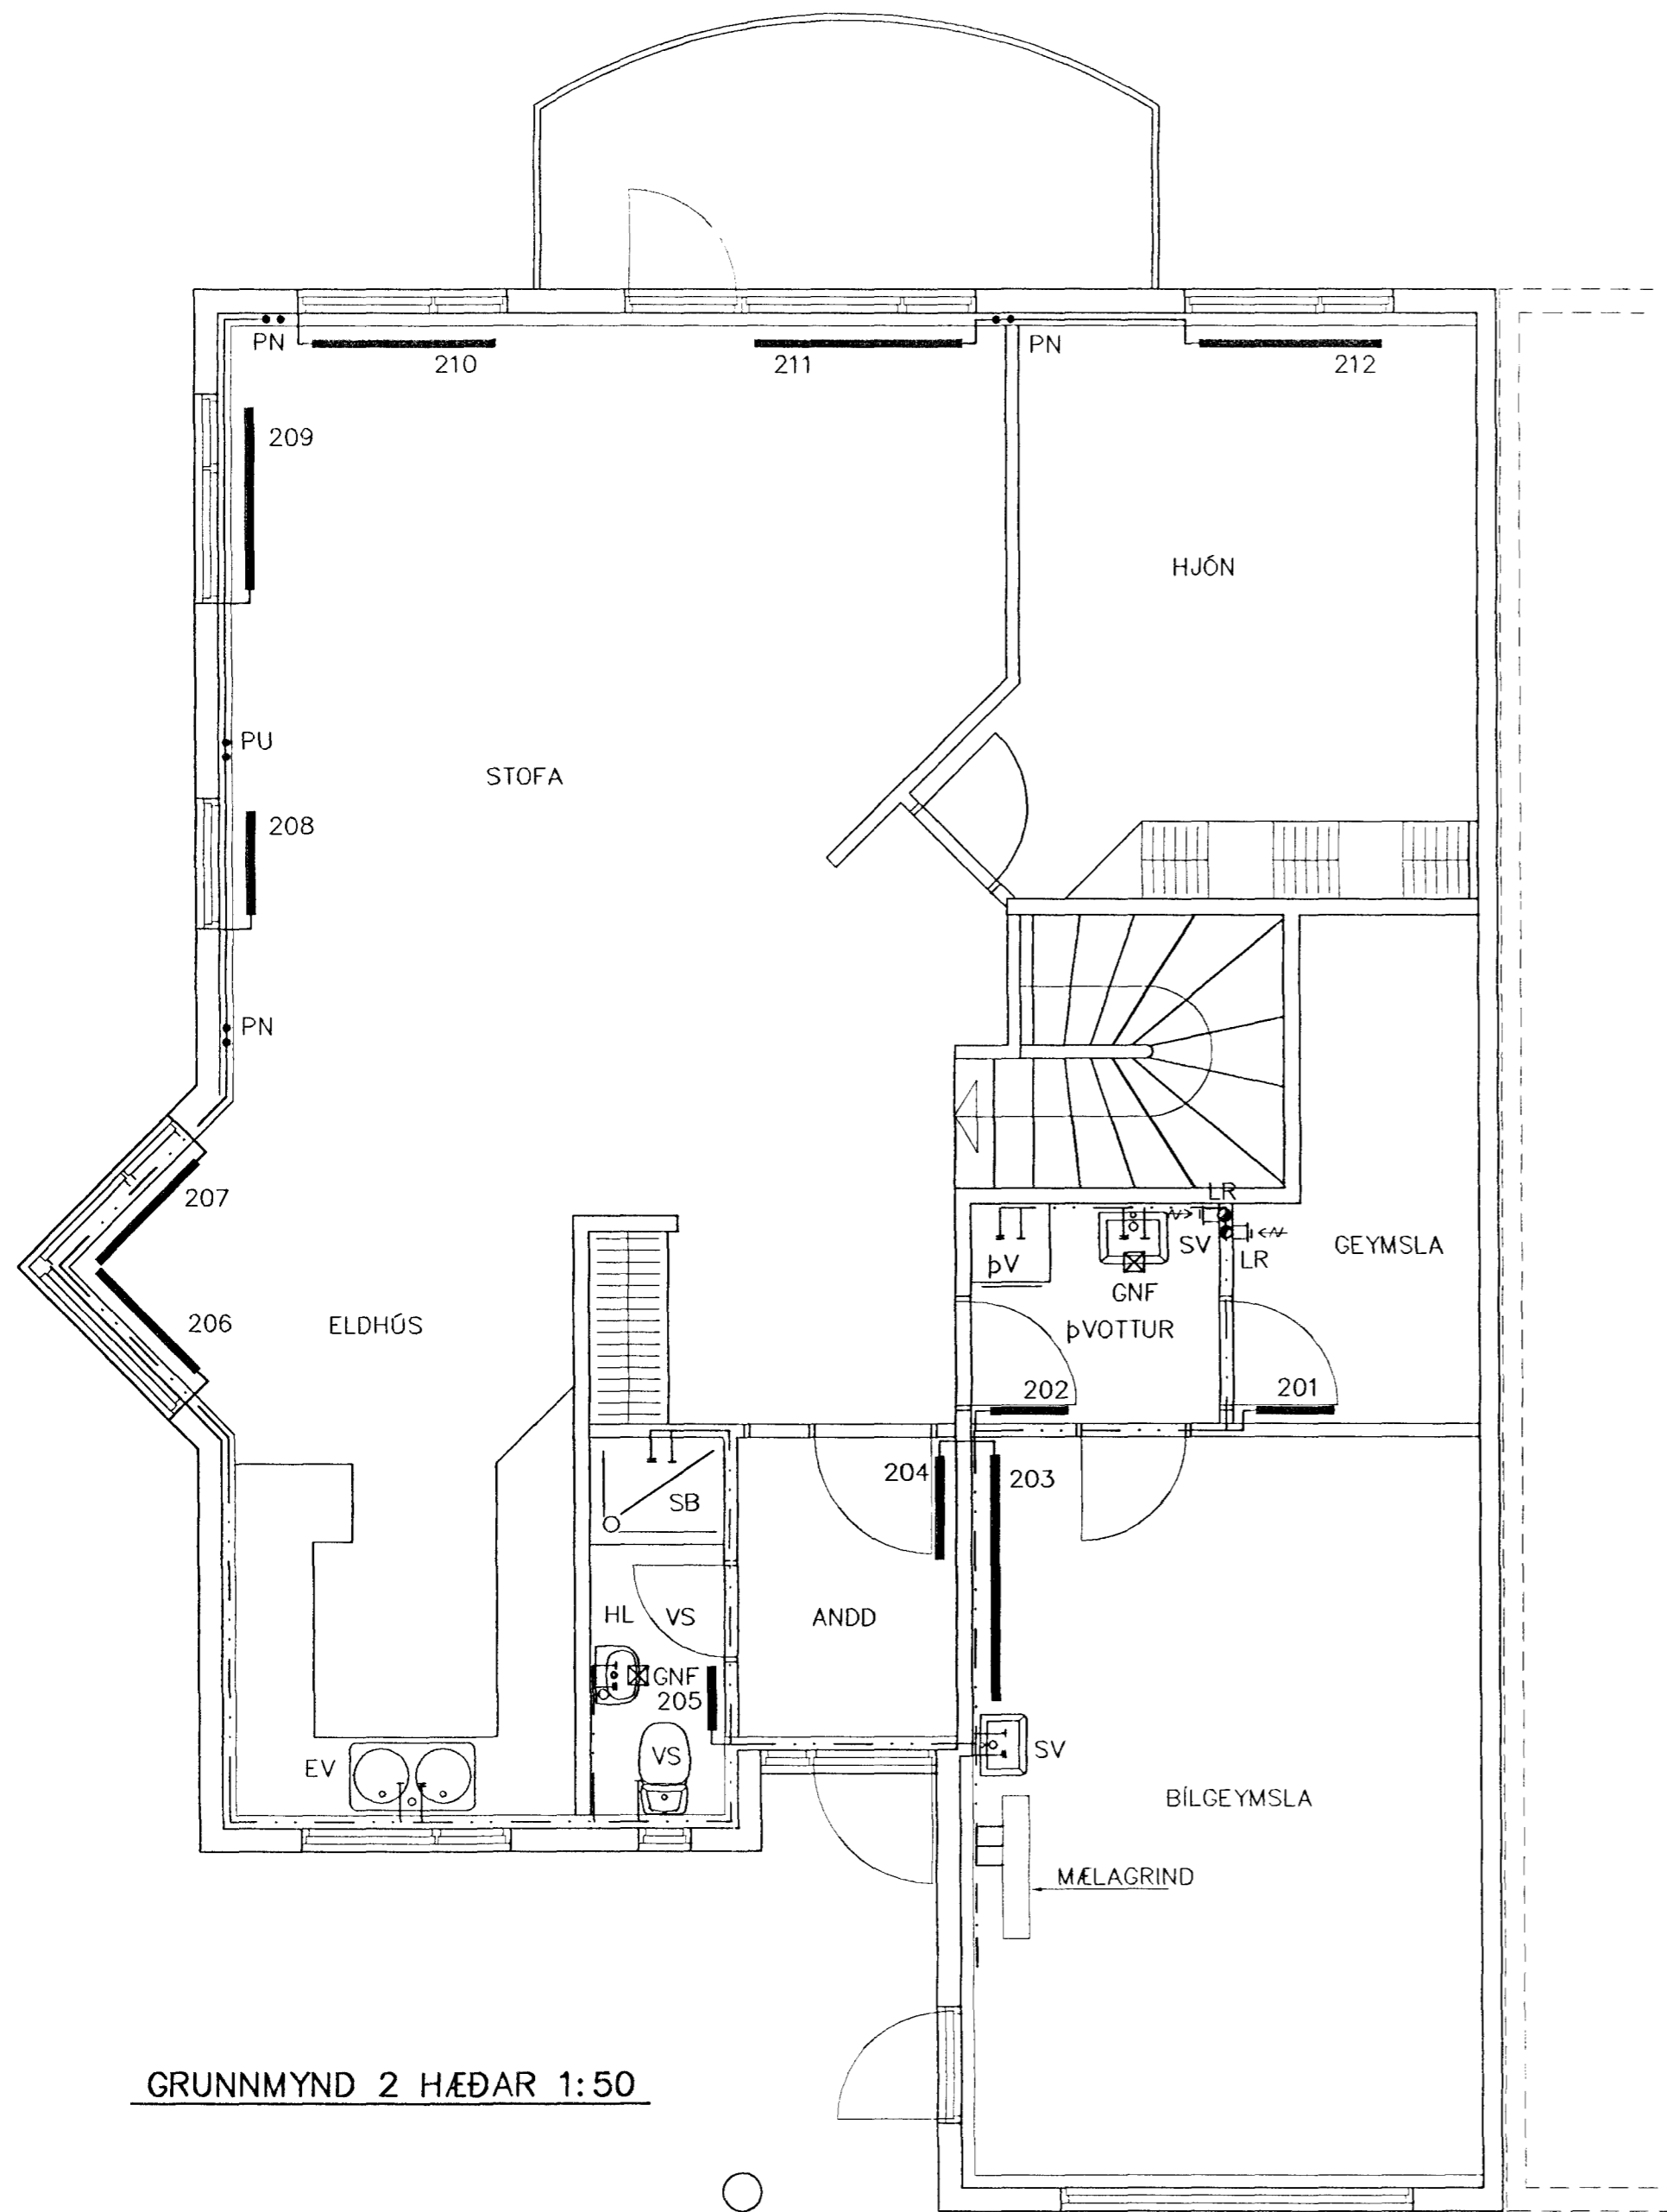 PN
210
211
PN
212
209
HJÓN
PU
STOFA
208
PN
207
LR
SV
LR
GEYMSLA
þV
GNF
þVOTTUR
206
ELDHÚS
202
201
204
203
SB
HL
VS
ANDD
GNF
205
VS
SV
EV
BÍLGEYMSLA
MÆLAGRIND
GRUNNMYND 2 HÆÐAR 1:50